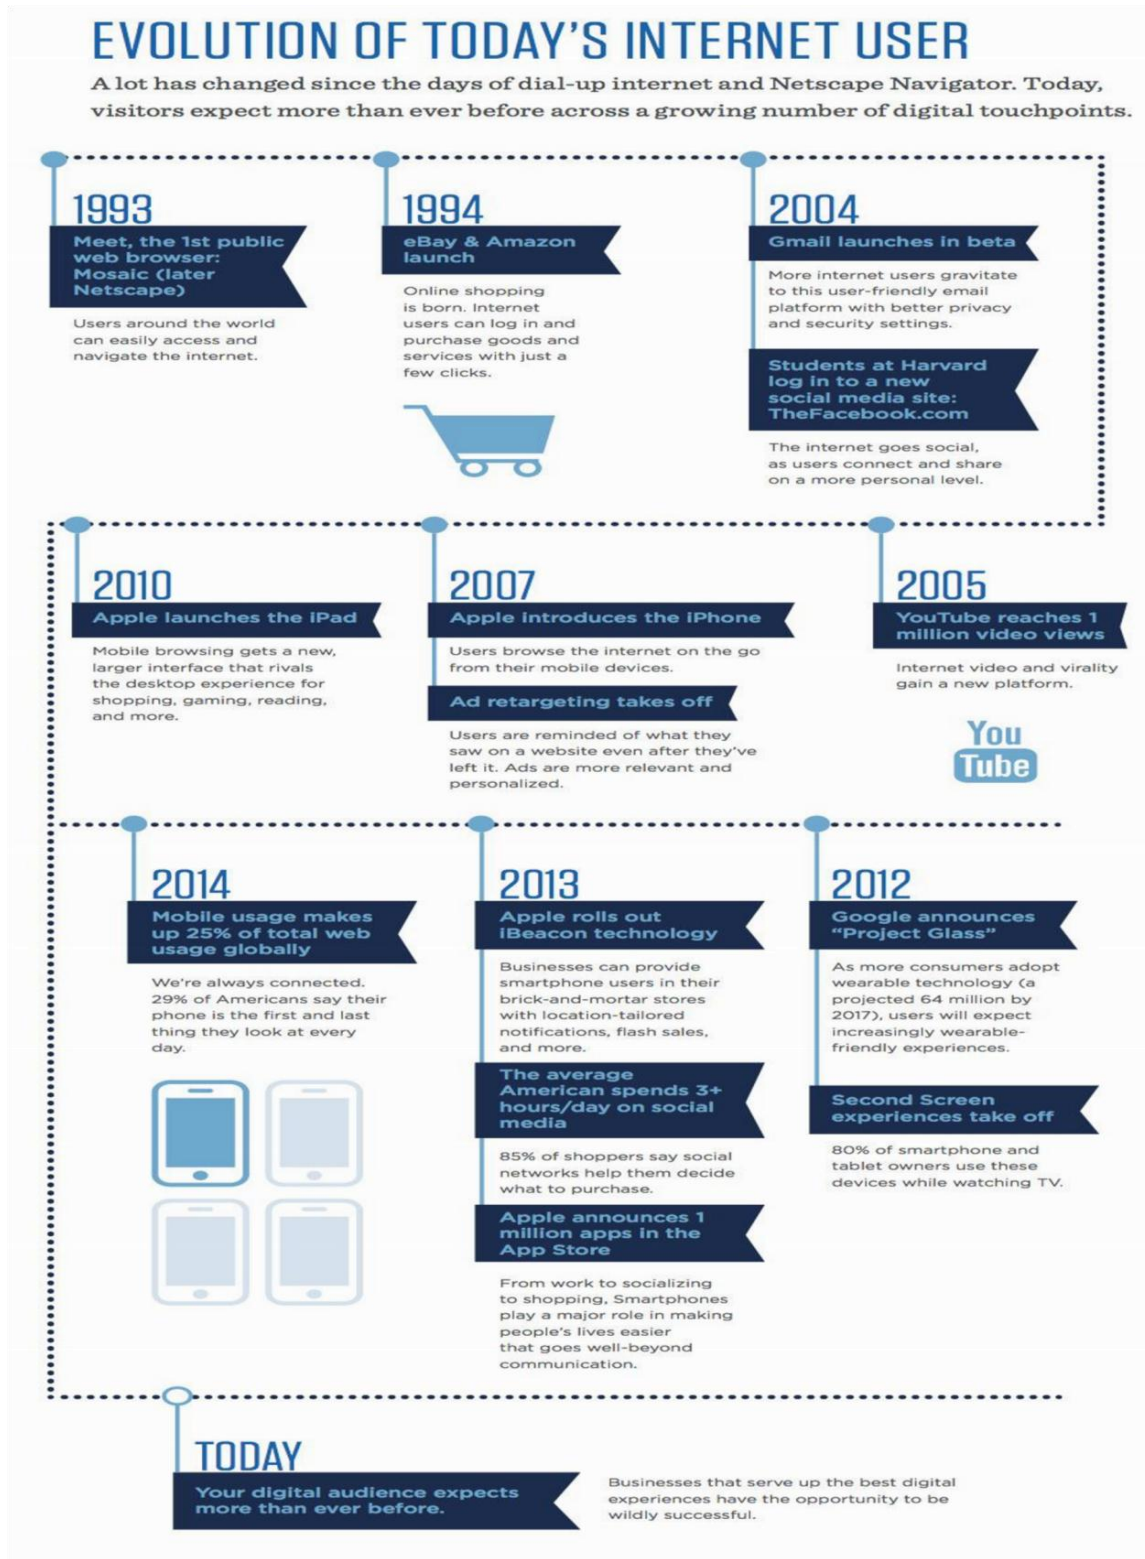 EVOLUTION OF TODAY'S INTERNET USER
A lot has changed since the days of dial-up internet and Netscape Navigator. Today,
visitors expect more than ever before across a growing number of digital touchpoints.
1993
Meet, the 1st public
web browser:
Mosaic (later
Netscape)
Users around the world
can easily access and
navigate the internet.
1994
eBay & Amazon
launch
Online shopping
is born. Internet
users can log in and
purchase goods and
services with just a
few clicks.
2004
Gmail launches in beta
More internet users gravitate
to this user-friendly email
platform with better privacy
and security settings.
Students at Harvard
log in to a new
social media site:
TheFacebook.com
The internet goes social,
as users connect and share
on a more personal level.
2010
Apple launches the iPad
Mobile browsing gets a new,
larger interface that rivals
the desktop experience for
shopping, gaming, reading,
and more.
2007
Apple introduces the iPhone
Users browse the internet on the go
from their mobile devices.
Ad retargeting takes off
Users are reminded of what they
saw on a website even after they've
left it. Ads are more relevant and
personalized.
2005
YouTube reaches 1
million video views
Internet video and virality
gain a new platform.
You
Tube
2014
Mobile usage makes
up 25% of total web
usage globally
We're always connected.
29% of Americans say their
phone is the first and last
thing they look at every
day.
2013
Apple rolls out
iBeacon technology
Businesses can provide
smartphone users in their
brick-and-mortar stores
with location-tailored
notifications, flash sales,
and more.
The average
American spends 3+
hours/day on social
media
85% of shoppers say social
networks help them decide
what to purchase.
Apple announces 1
million apps in the
App Store
From work to socializing
to shopping, Smartphones
play a major role in making
people's lives easier
that goes well-beyond
communication.
2012
Google announces
"Project Glass"
As more consumers adopt
wearable technology (a
projected 64 million by
2017), users will expect
increasingly wearable-
friendly experiences.
Second Screen
experiences take off
80% of smartphone and
tablet owners use these
devices while watching TV.
TODAY
Your digital audience expects
more than ever before.
Businesses that serve up the best digital
experiences have the opportunity to be
wildly successful.